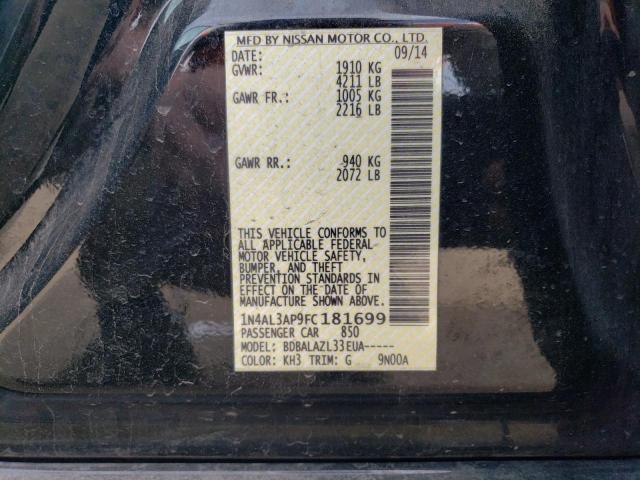 MFD BY NISSAN MOTOR CO., LTD.
DATE: 09/14
GVWR: 1910 KG
4211 LB
GAWR FR.: 1005 KG
2216 LB
GAWR RR.: 940 KG
2072 LB
THIS VEHICLE CONFORMS TO
ALL APPLICABLE FEDERAL
MOTOR VEHICLE SAFETY,
BUMPER, AND THEFT
PREVENTION STANDARDS IN
EFFECT ON THE DATE OF
MANUFACTURE SHOWN ABOVE.
1N4AL3AP9FC181699
PASSENGER CAR 850
MODEL: BDBALAZL33EUA-----
COLOR: KH3 TRIM: G 9N00A